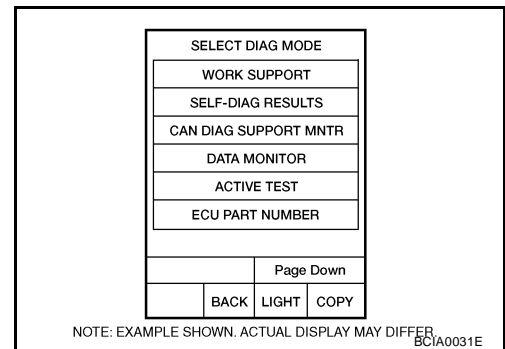 SELECT DIAG MODE
WORK SUPPORT
SELF-DIAG RESULTS
CAN DIAG SUPPORT MNTR
DATA MONITOR
ACTIVE TEST
ECU PART NUMBER
Page Down
BACK LIGHT COPY
NOTE: EXAMPLE SHOWN. ACTUAL DISPLAY MAY DIFFER.
BCIA0031E